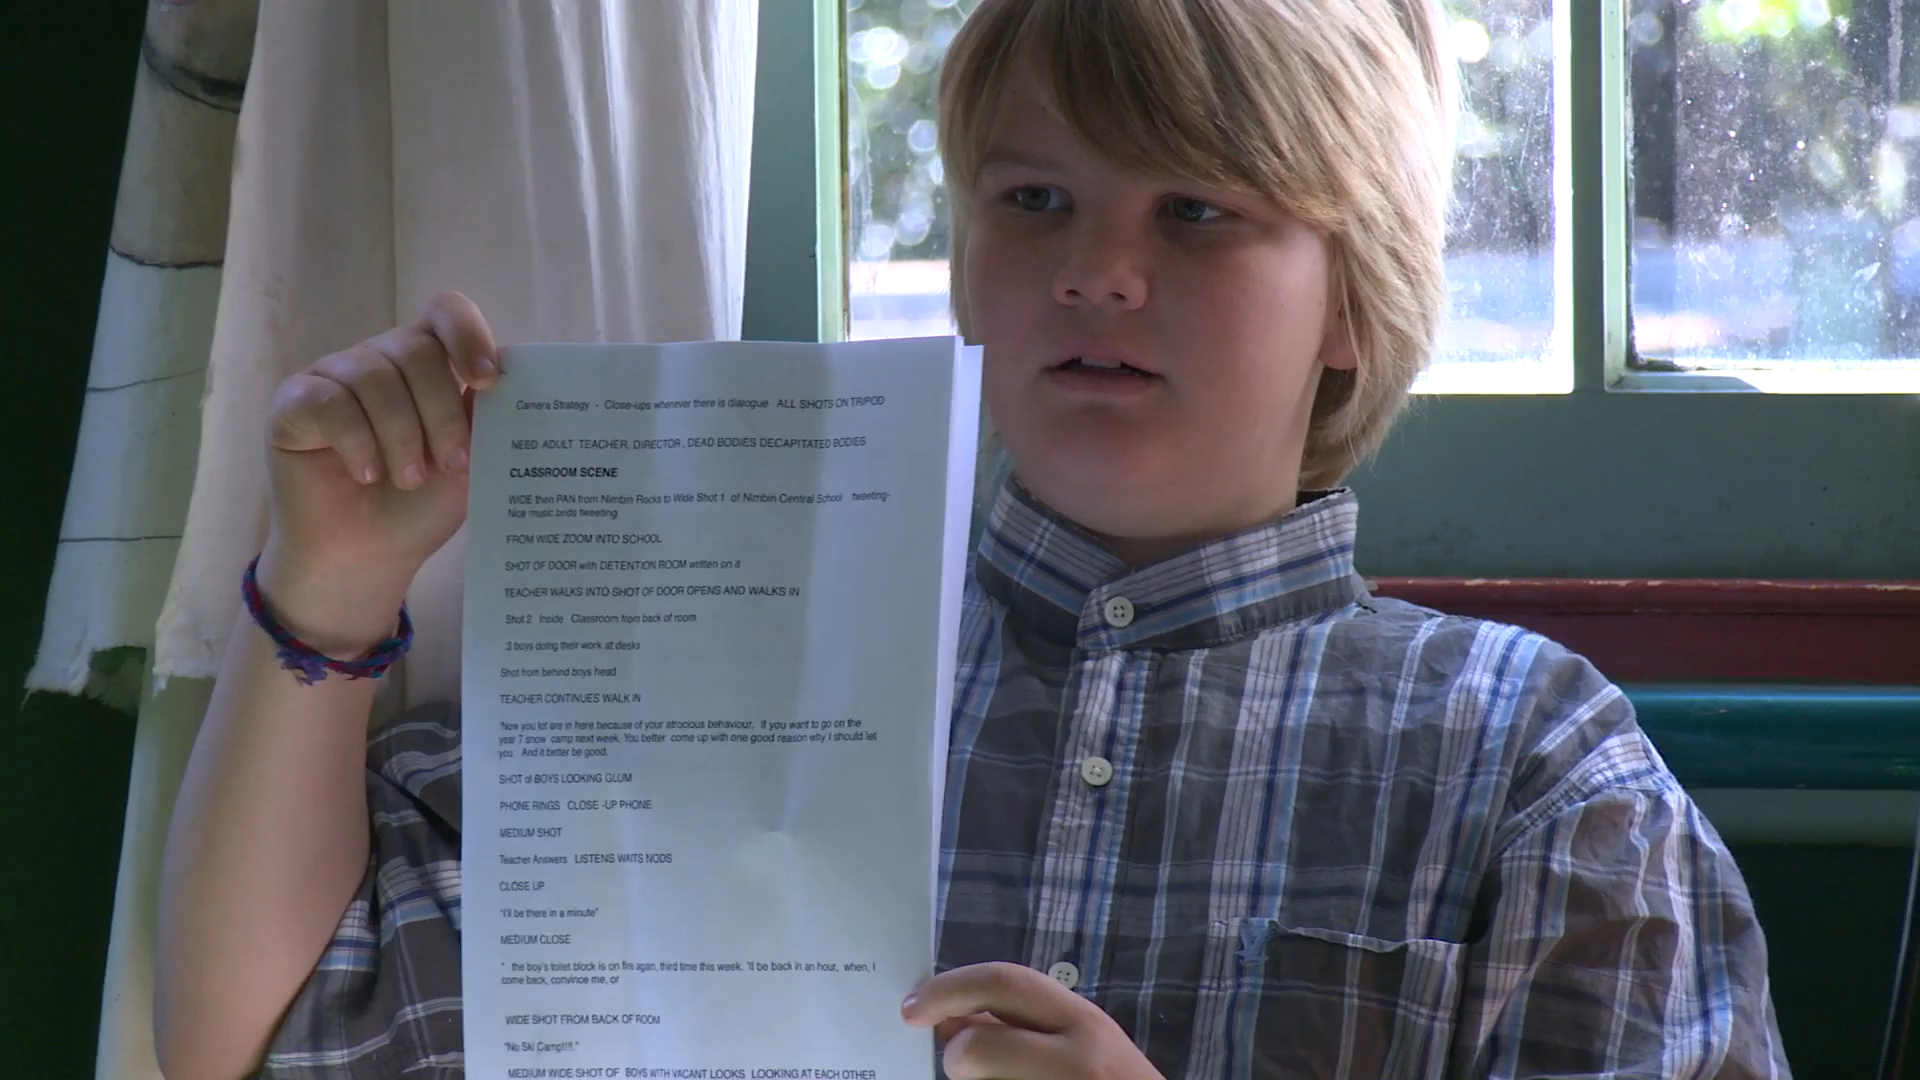 Camera Strategy - Close-ups whenever there is dialogue ALL SHOTS ON TRIPOD
NEED ADULT TEACHER, DIRECTOR, DEAD BODIES DECAPITATED BODIES
CLASSROOM SCENE
WIDE then PAN from Nimbin Rocks to Wide Shot 1 of Nimbin Central School tweeting-
Nice music birds tweeting
FROM WIDE ZOOM INTO SCHOOL
SHOT OF DOOR with DETENTION ROOM written on it
TEACHER WALKS INTO SHOT OF DOOR OPENS AND WALKS IN
Shot 2 Inside Classroom from back of room
3 boys doing their work at desks
Shot from behind boys head
TEACHER CONTINUES WALK IN
'Now you lot are in here because of your atrocious behaviour, If you want to go on the
year 7 snow camp next week. You better come up with one good reason why I should let
you. And it better be good.
SHOT of BOYS LOOKING GLUM
PHONE RINGS CLOSE -UP PHONE
MEDIUM SHOT
Teacher Answers LISTENS WAITS NODS
CLOSE UP
"I'll be there in a minute"
MEDIUM CLOSE
" the boy's toilet block is on fire again, third time this week. 'll be back in an hour, when, I
come back, convince me, or
WIDE SHOT FROM BACK OF ROOM
"No Ski Camp!!!!."
MEDIUM WIDE SHOT OF BOYS WITH VACANT LOOKS LOOKING AT EACH OTHER